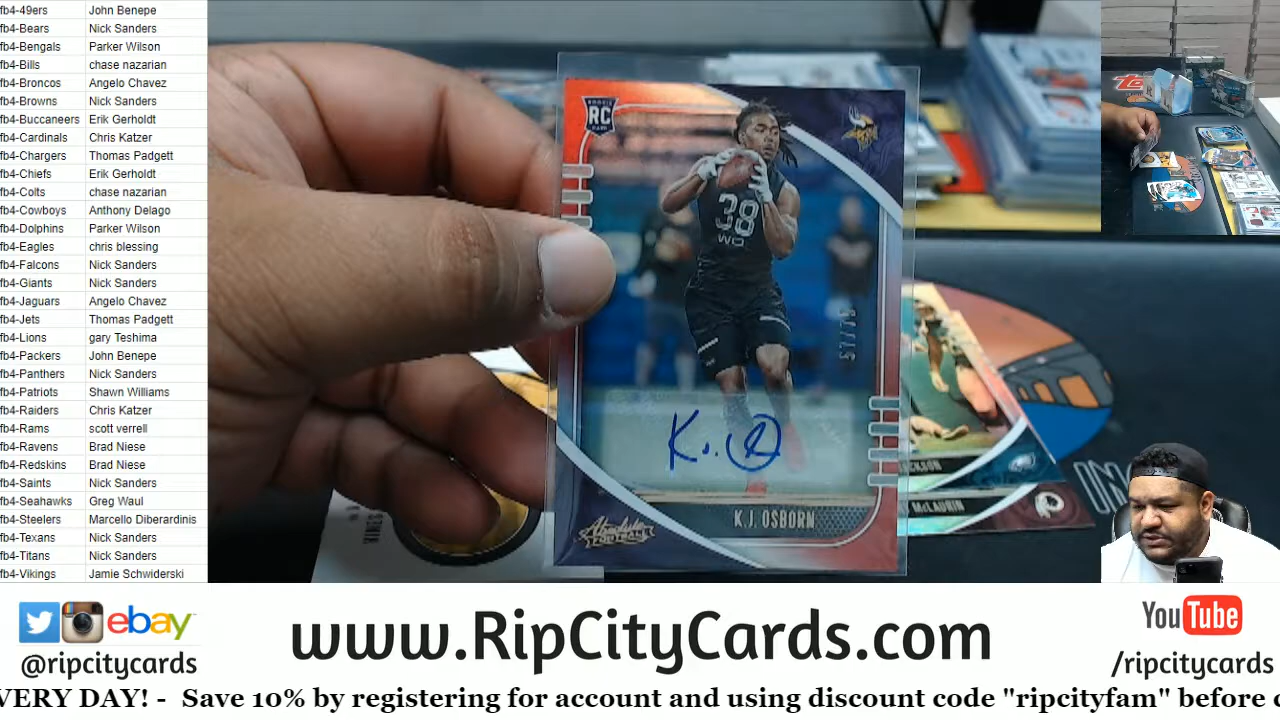 fb4-49ers John Benepe
fb4-Bears Nick Sanders
fb4-Bengals Parker Wilson
fb4-Bills chase nazarian
fb4-Broncos Angelo Chavez
fb4-Browns Nick Sanders
fb4-Buccaneers Erik Gerholdt
fb4-Cardinals Chris Katzer
fb4-Chargers Thomas Padgett
fb4-Chiefs Erik Gerholdt
fb4-Colts chase nazarian
fb4-Cowboys Anthony Delago
fb4-Dolphins Parker Wilson
fb4-Eagles chris blessing
fb4-Falcons Nick Sanders
fb4-Giants Nick Sanders
fb4-Jaguars Angelo Chavez
fb4-Jets Thomas Padgett
fb4-Lions gary Teshima
fb4-Packers John Benepe
fb4-Panthers Nick Sanders
fb4-Patriots Shawn Williams
fb4-Raiders Chris Katzer
fb4-Rams scott verrell
fb4-Ravens Brad Niese
fb4-Redskins Brad Niese
fb4-Saints Nick Sanders
fb4-Seahawks Greg Waul
fb4-Steelers Marcello Diberardinis
fb4-Texans Nick Sanders
fb4-Titans Nick Sanders
fb4-Vikings Jamie Schwiderski
RC
38
WO
57/75
K.J. OSBORN
Absolute
FOOTBALL
McLAURIN
ebay
@ripcitycards
www.RipCityCards.com
YouTube
/ripcitycards
VERY DAY! - Save 10% by registering for account and using discount code "ripcityfam" before